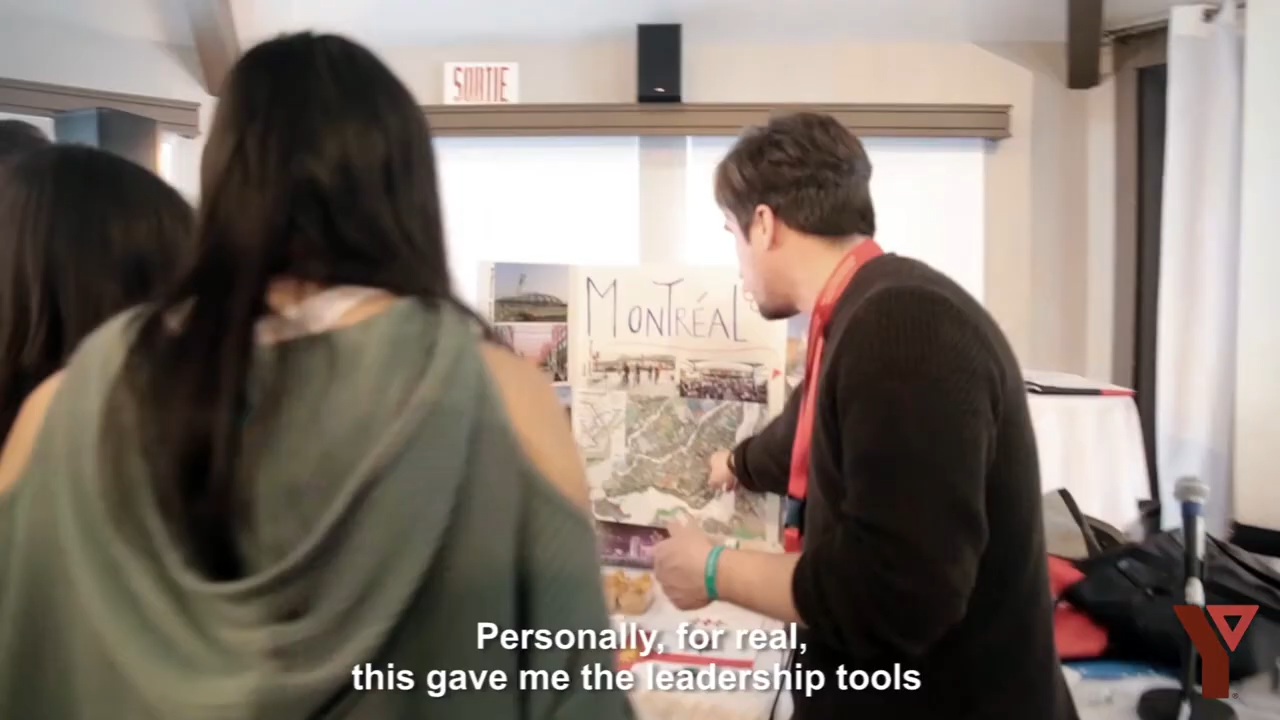 SORTIE
MONTRÉAL
Personally, for real,
this gave me the leadership tools
Y